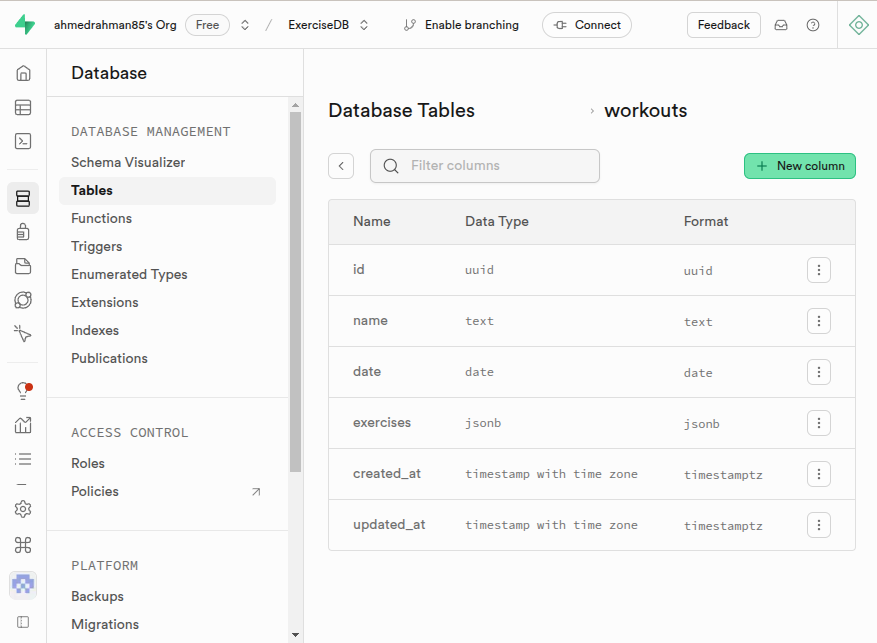 ahmedrahman85's Org Free / ExerciseDB Enable branching Connect Feedback
Database
DATABASE MANAGEMENT
Schema Visualizer
Tables
Functions
Triggers
Enumerated Types
Extensions
Indexes
Publications
ACCESS CONTROL
Roles
Policies
PLATFORM
Backups
Migrations
Database Tables › workouts
Filter columns
New column
Name Data Type Format
id uuid uuid
name text text
date date date
exercises jsonb jsonb
created_at timestamp with time zone timestamptz
updated_at timestamp with time zone timestamptz